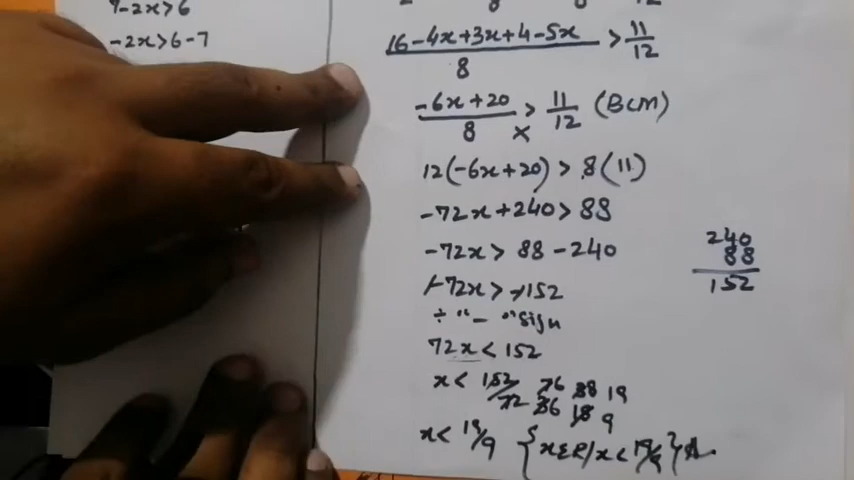 7-2x>6
-2x>6-7
16-4x+3x+4-5x/8 > 11/12
-6x+20/8 > 11/12 (BCM)
×
12(-6x+20) > 8(11)
-72x+240 > 88
-72x > 88-240
-72x > -152
÷ "-" sign
72x < 152
x < 152/72 76/36 38/18 19/9
x < 19/9 {x∈R/x<19/9} A.
240
88
152